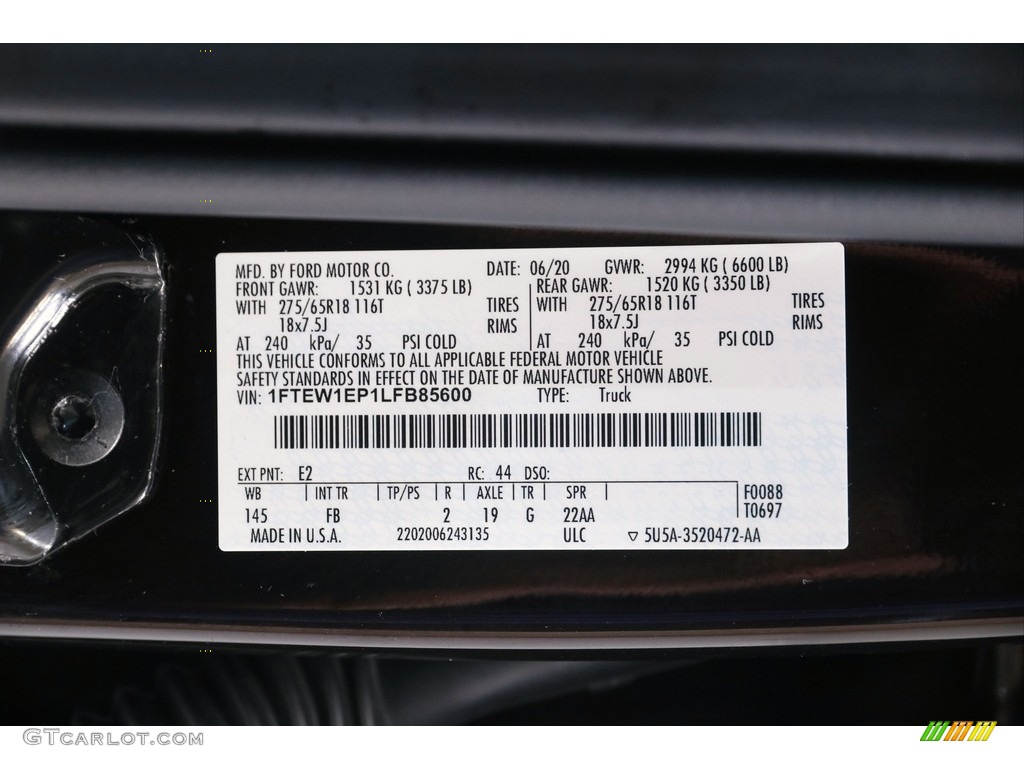 MFD. BY FORD MOTOR CO. DATE: 06/20 GVWR: 2994 KG ( 6600 LB)
FRONT GAWR: 1531 KG ( 3375 LB) REAR GAWR: 1520 KG ( 3350 LB)
WITH 275/65R18 116T TIRES WITH 275/65R18 116T TIRES
18x7.5J RIMS 18x7.5J RIMS
AT 240 kPa/ 35 PSI COLD AT 240 kPa/ 35 PSI COLD
THIS VEHICLE CONFORMS TO ALL APPLICABLE FEDERAL MOTOR VEHICLE
SAFETY STANDARDS IN EFFECT ON THE DATE OF MANUFACTURE SHOWN ABOVE.
VIN: 1FTEW1EP1LFB85600 TYPE: Truck
EXT PNT: E2 RC: 44 DSO:
WB INT TR TP/PS R AXLE TR SPR F0088
145 FB 2 19 G 22AA T0697
MADE IN U.S.A. 2202006243135 ULC ▽ 5U5A-3520472-AA
GTCARLOT.COM